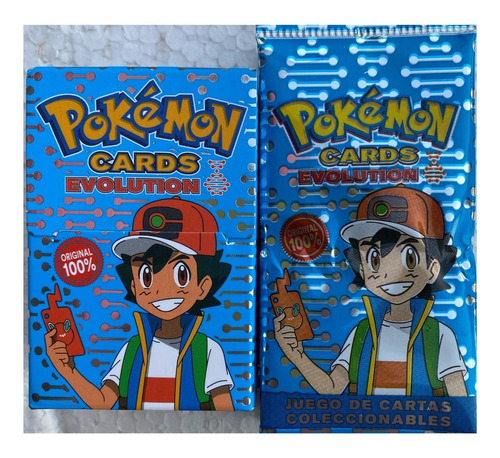 POKéMON
CARDS
EVOLUTION
ORIGINAL
100%
POKéMON
CARDS
EVOLUTION
ORIGINAL
100%
JUEGO DE CARTAS
COLECCIONABLES